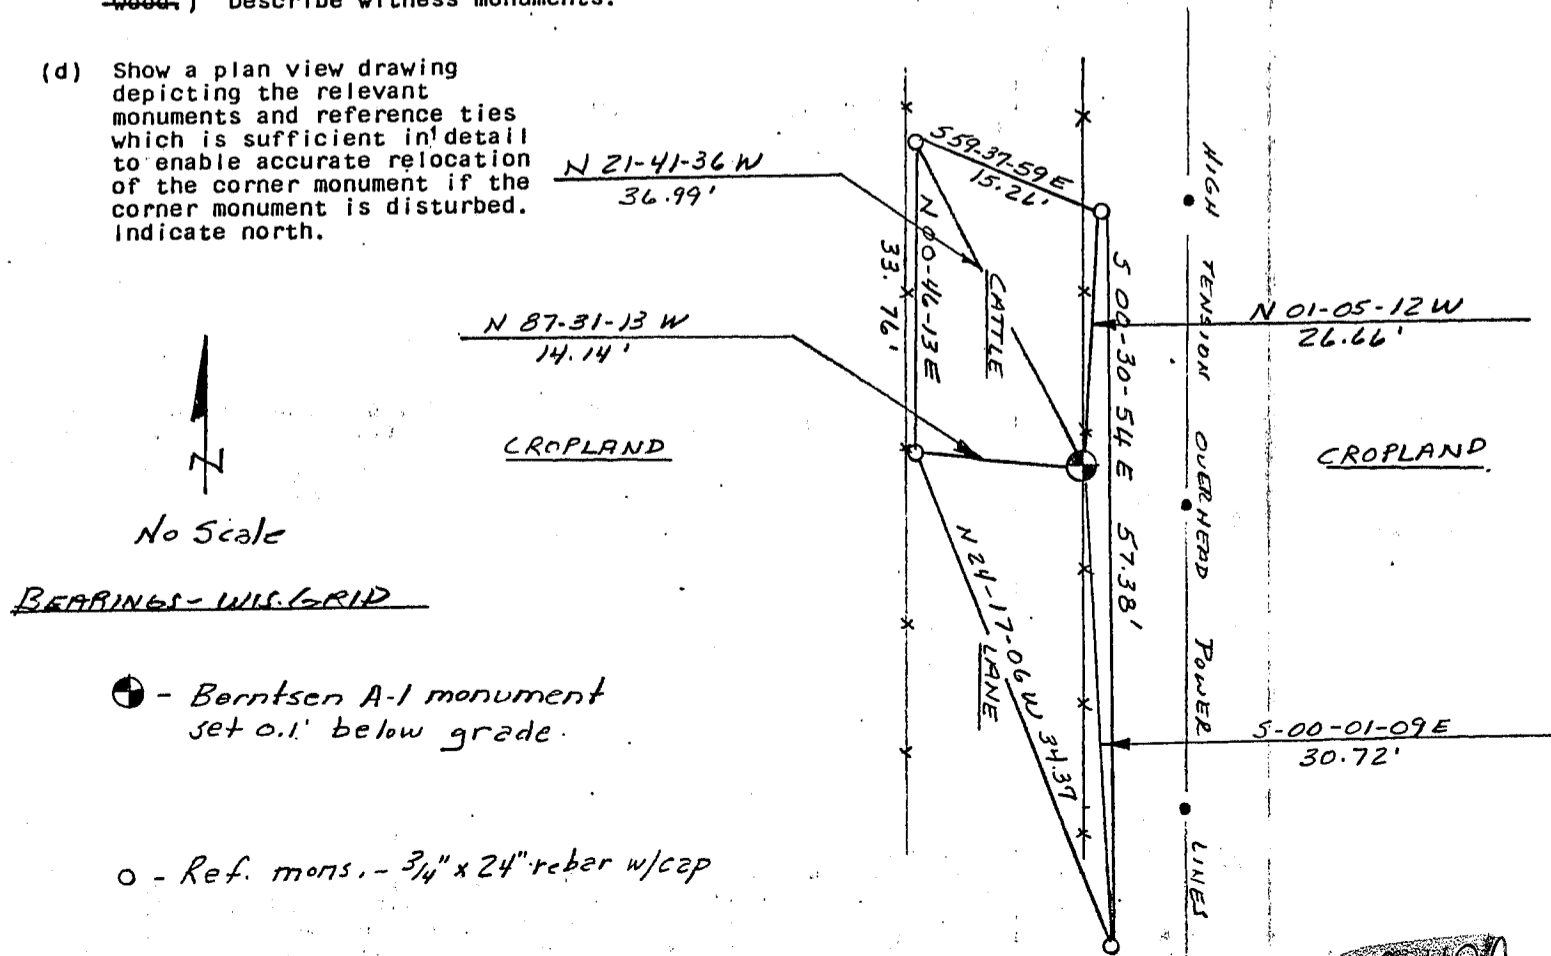 wood.) Describe witness monuments.
(d) Show a plan view drawing
depicting the relevant
monuments and reference ties
which is sufficient in detail
to enable accurate relocation
of the corner monument if the
corner monument is disturbed.
Indicate north.
N 21-41-36 W
36.99'
S 59-37-59 E
15.26'
N 00-46-13 E
33.76'
CATTLE
N 87-31-13 W
14.14'
S 00-30-54 E 57.38'
HIGH TENSION OVERHEAD POWER LINES
N 01-05-12 W
26.66'
N
No Scale
CROPLAND
CROPLAND
BEARINGS - WIS. GRID
N 24-17-06 W 34.37
LANE
- Berntsen A-1 monument
set 0.1' below grade.
S-00-01-09 E
30.72'
o - Ref. mons. - 3/4" x 24" rebar w/cap